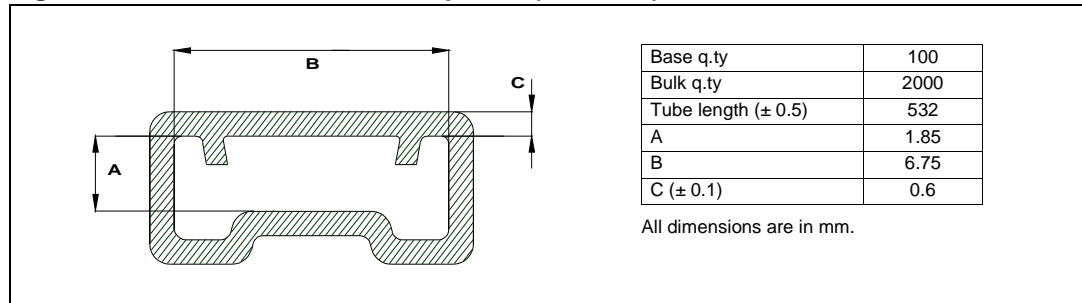 B
C
A
Base q.ty 100
Bulk q.ty 2000
Tube length (± 0.5) 532
A 1.85
B 6.75
C (± 0.1) 0.6
All dimensions are in mm.